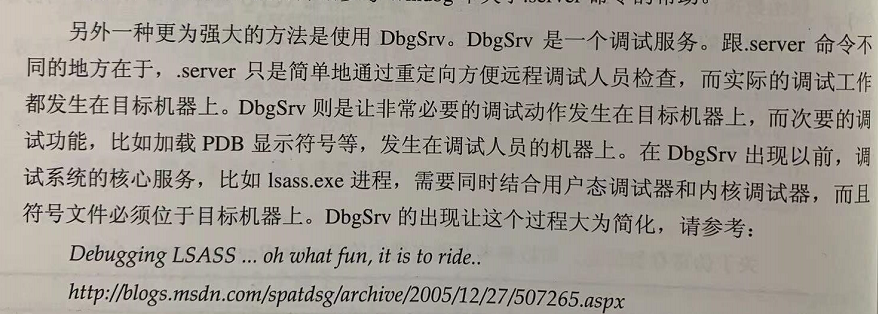 另外一种更为强大的方法是使用 DbgSrv。DbgSrv 是一个调试服务。跟.server 命令不
同的地方在于，.server 只是简单地通过重定向方便远程调试人员检查，而实际的调试工作
都发生在目标机器上。DbgSrv 则是让非常必要的调试动作发生在目标机器上，而次要的调
试功能，比如加载 PDB 显示符号等，发生在调试人员的机器上。在 DbgSrv 出现以前，调
试系统的核心服务，比如 lsass.exe 进程，需要同时结合用户态调试器和内核调试器，而且
符号文件必须位于目标机器上。DbgSrv 的出现让这个过程大为简化，请参考：
Debugging LSASS ... oh what fun, it is to ride..
http://blogs.msdn.com/spatdsg/archive/2005/12/27/507265.aspx